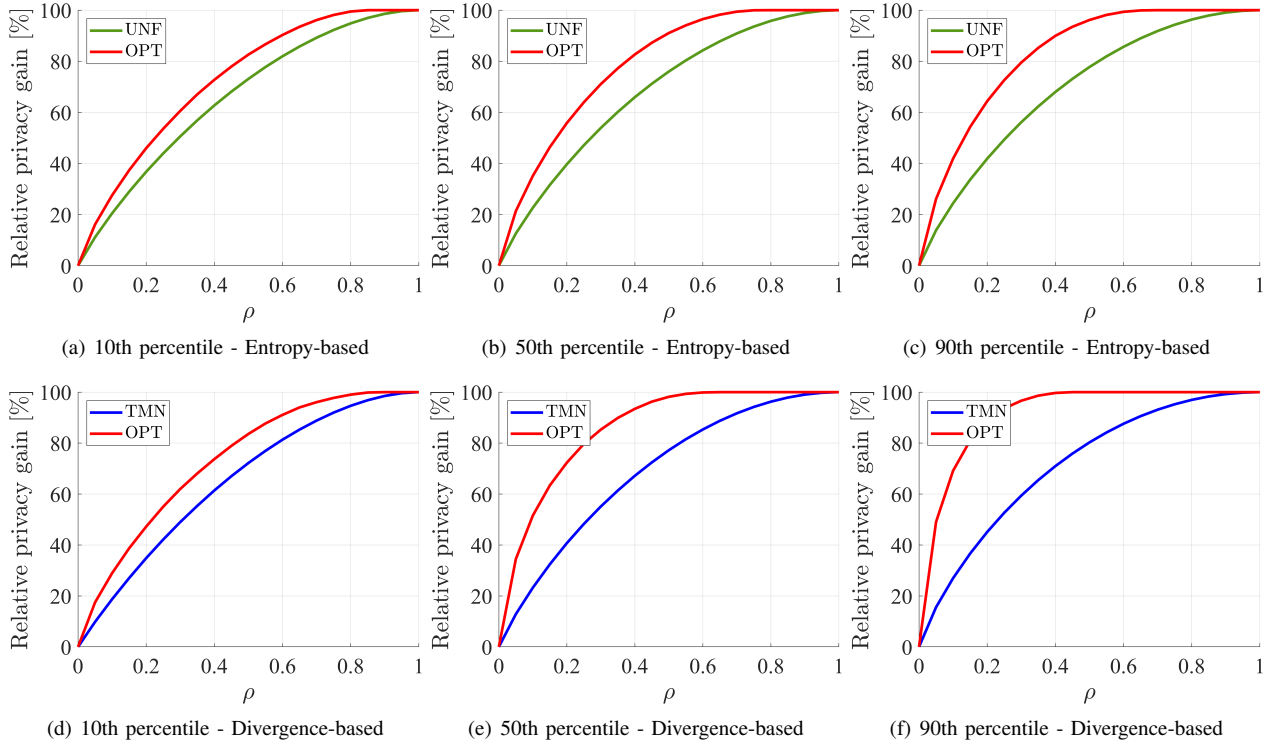 Relative privacy gain [%]
100
80
60
40
20
0
UNF
OPT
0 0.2 0.4 0.6 0.8 1
ρ
(a) 10th percentile - Entropy-based
Relative privacy gain [%]
100
80
60
40
20
0
UNF
OPT
0 0.2 0.4 0.6 0.8 1
ρ
(b) 50th percentile - Entropy-based
Relative privacy gain [%]
100
80
60
40
20
0
UNF
OPT
0 0.2 0.4 0.6 0.8 1
ρ
(c) 90th percentile - Entropy-based
Relative privacy gain [%]
100
80
60
40
20
0
TMN
OPT
0 0.2 0.4 0.6 0.8 1
ρ
(d) 10th percentile - Divergence-based
Relative privacy gain [%]
100
80
60
40
20
0
TMN
OPT
0 0.2 0.4 0.6 0.8 1
ρ
(e) 50th percentile - Divergence-based
Relative privacy gain [%]
100
80
60
40
20
0
TMN
OPT
0 0.2 0.4 0.6 0.8 1
ρ
(f) 90th percentile - Divergence-based